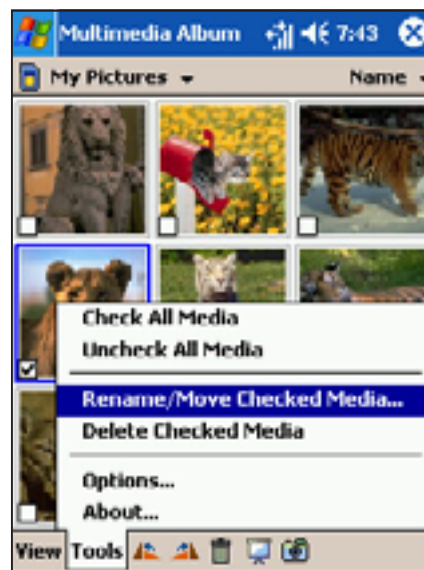 Multimedia Album 7:43
My Pictures Name
Check All Media
Uncheck All Media
Rename/Move Checked Media...
Delete Checked Media
Options...
About...
View Tools